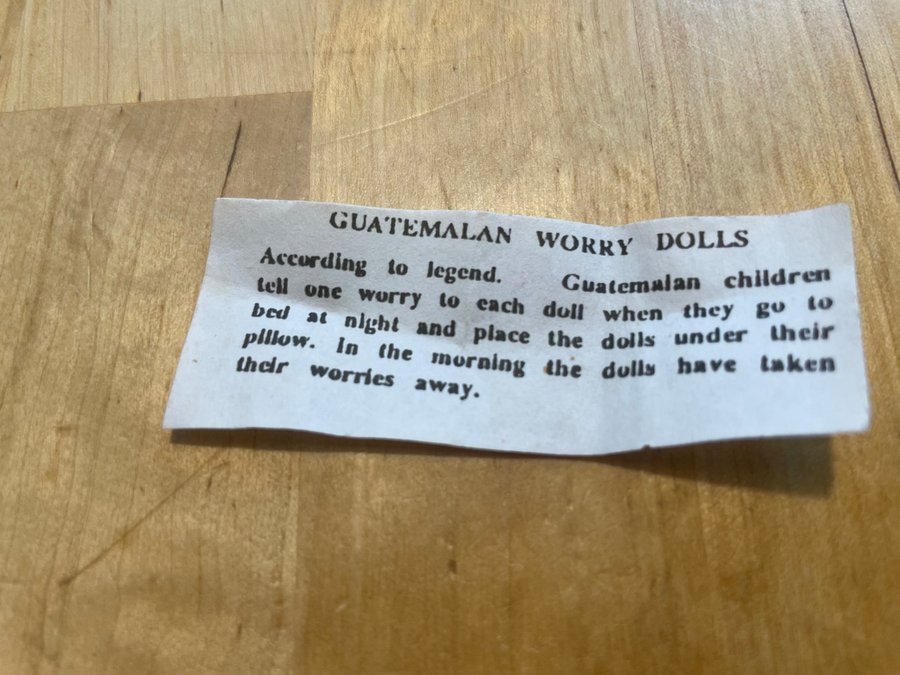 GUATEMALAN WORRY DOLLS
According to legend. Guatemalan children
tell one worry to each doll when they go to
bed at night and place the dolls under their
pillow. In the morning the dolls have taken
their worries away.